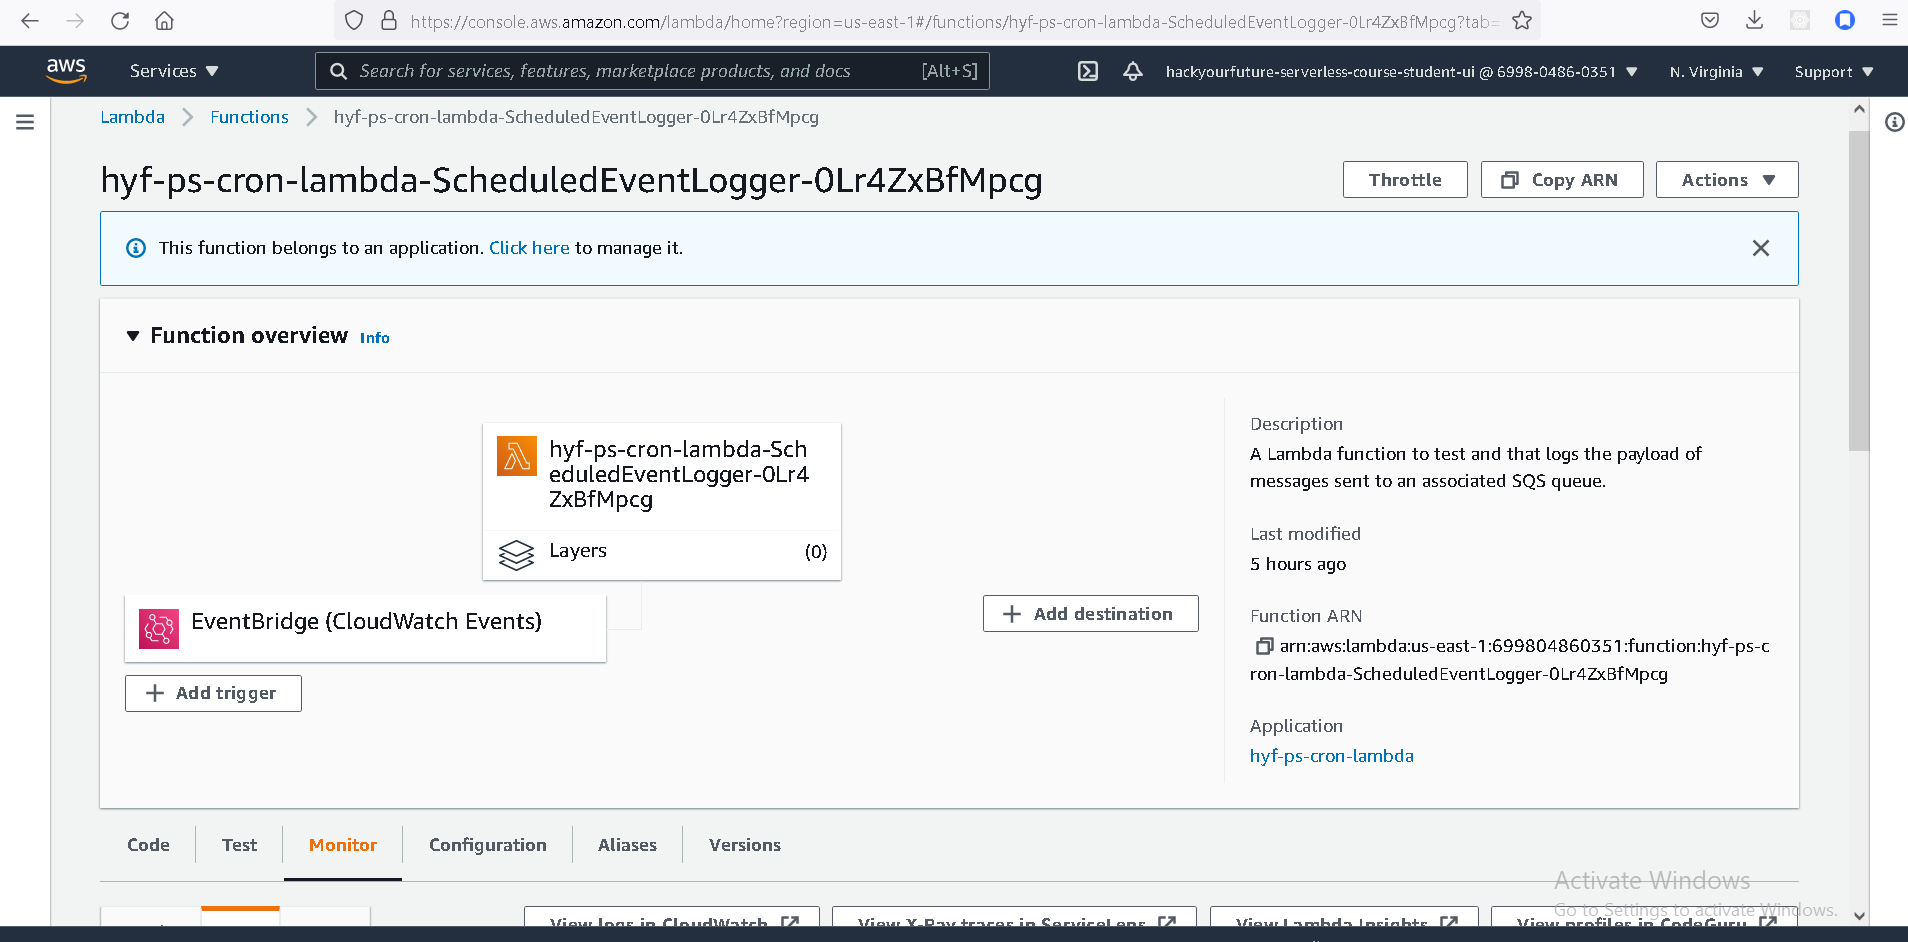 https://console.aws.amazon.com/lambda/home?region=us-east-1#/functions/hyf-ps-cron-lambda-ScheduledEventLogger-0Lr4ZxBfMpcg?tab=
aws Services ▼ Search for services, features, marketplace products, and docs [Alt+S] hackyourfuture-serverless-course-student-ui @ 6998-0486-0351 ▼ N. Virginia ▼ Support ▼
Lambda > Functions > hyf-ps-cron-lambda-ScheduledEventLogger-0Lr4ZxBfMpcg
hyf-ps-cron-lambda-ScheduledEventLogger-0Lr4ZxBfMpcg
Throttle Copy ARN Actions ▼
This function belongs to an application. Click here to manage it.
▼ Function overview Info
hyf-ps-cron-lambda-Sch
eduledEventLogger-0Lr4
ZxBfMpcg
Layers (0)
EventBridge (CloudWatch Events)
+ Add trigger
+ Add destination
Description
A Lambda function to test and that logs the payload of
messages sent to an associated SQS queue.
Last modified
5 hours ago
Function ARN
arn:aws:lambda:us-east-1:699804860351:function:hyf-ps-c
ron-lambda-ScheduledEventLogger-0Lr4ZxBfMpcg
Application
hyf-ps-cron-lambda
Code Test Monitor Configuration Aliases Versions
View logs in CloudWatch View X-Ray traces in ServiceLens View Lambda Insights View profiles in CodeGuru
Activate Windows
Go to Settings to activate Windows.